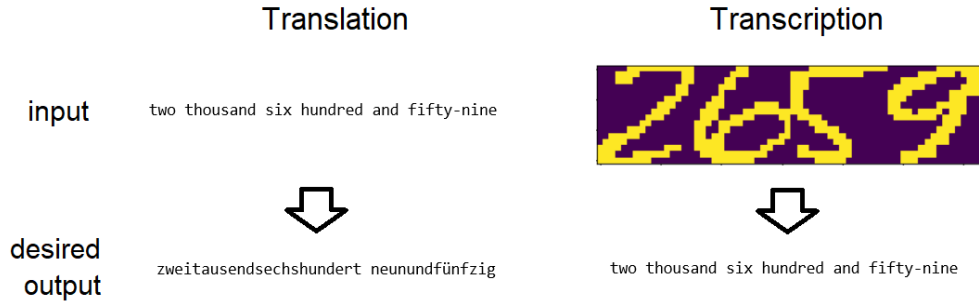 Translation
Transcription
input
two thousand six hundred and fifty-nine
2659
desired
output
zweitausendsechshundert neunundfünfzig
two thousand six hundred and fifty-nine